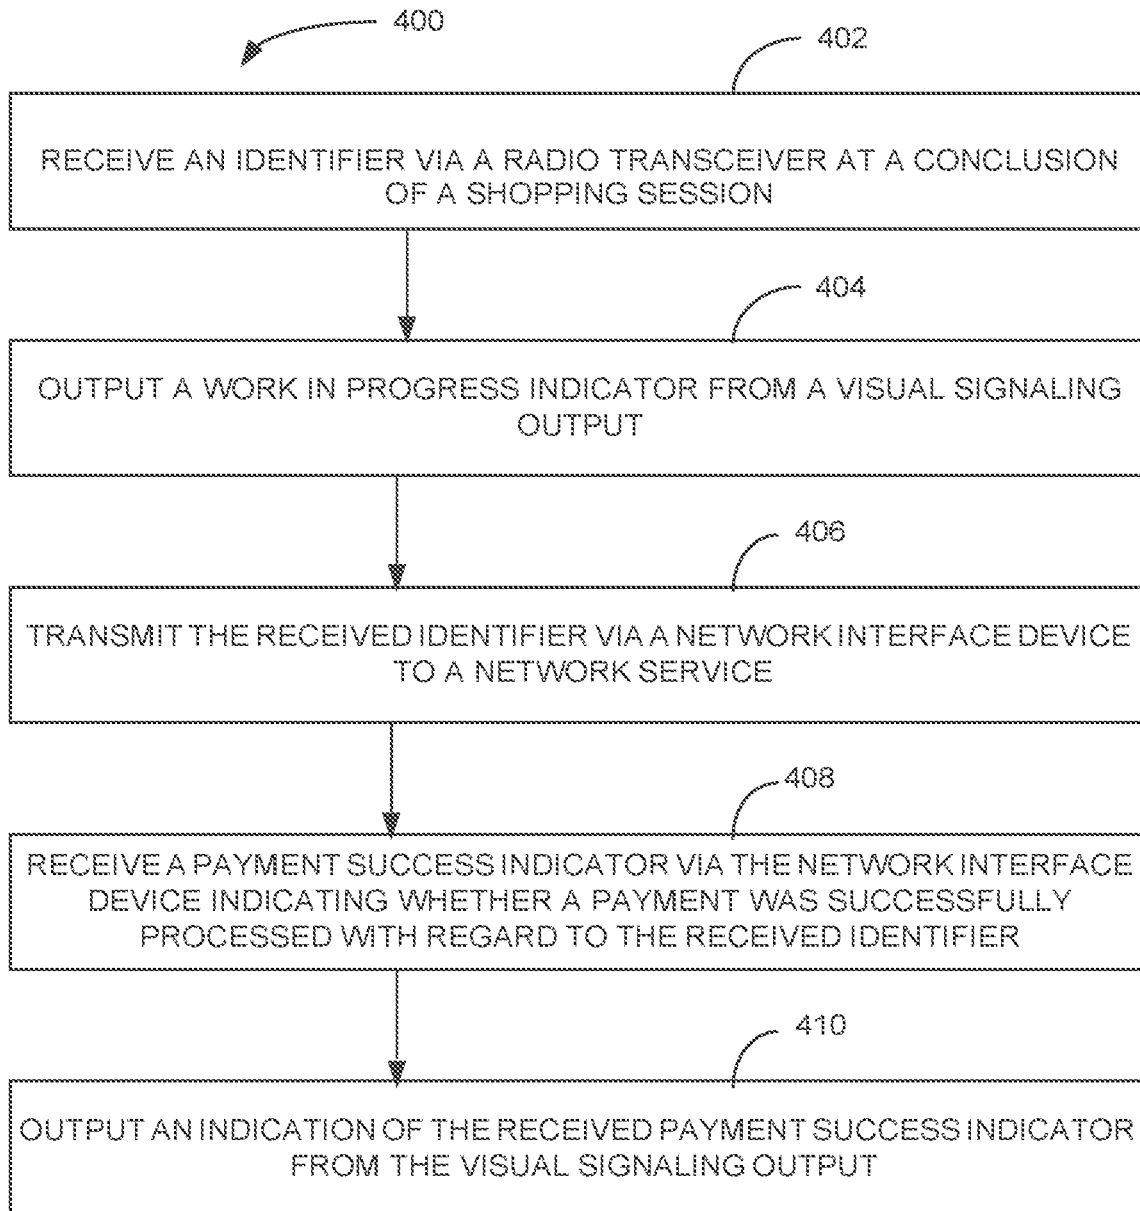 400
402
RECEIVE AN IDENTIFIER VIA A RADIO TRANSCEIVER AT A CONCLUSION
OF A SHOPPING SESSION
404
OUTPUT A WORK IN PROGRESS INDICATOR FROM A VISUAL SIGNALING
OUTPUT
406
TRANSMIT THE RECEIVED IDENTIFIER VIA A NETWORK INTERFACE DEVICE
TO A NETWORK SERVICE
408
RECEIVE A PAYMENT SUCCESS INDICATOR VIA THE NETWORK INTERFACE
DEVICE INDICATING WHETHER A PAYMENT WAS SUCCESSFULLY
PROCESSED WITH REGARD TO THE RECEIVED IDENTIFIER
410
OUTPUT AN INDICATION OF THE RECEIVED PAYMENT SUCCESS INDICATOR
FROM THE VISUAL SIGNALING OUTPUT